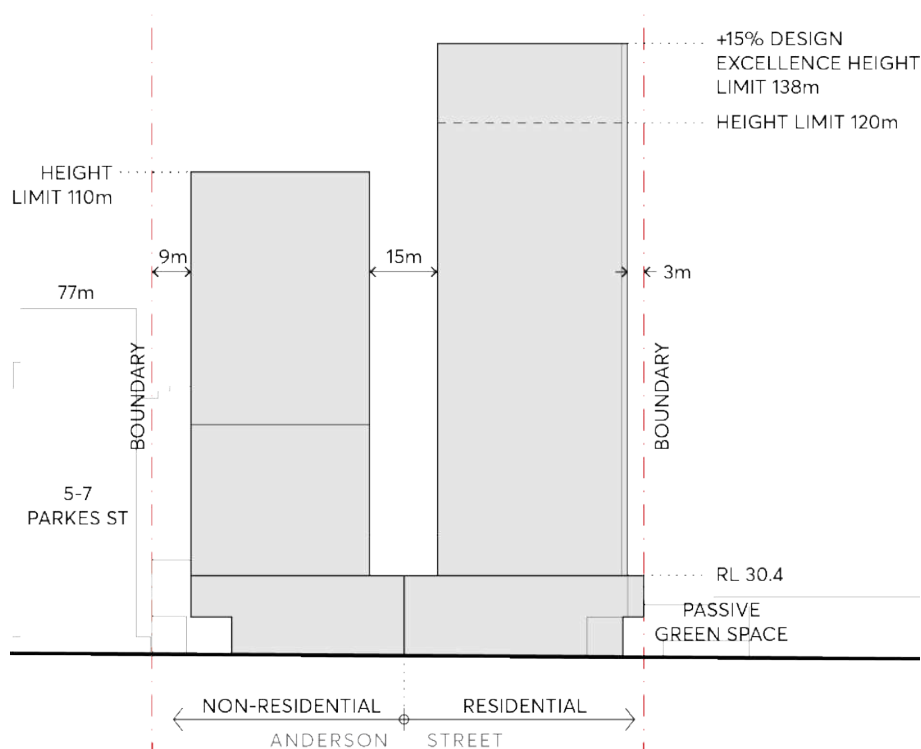 +15% DESIGN
EXCELLENCE HEIGHT
LIMIT 138m
HEIGHT LIMIT 120m
HEIGHT
LIMIT 110m
9m
15m
3m
77m
BOUNDARY
BOUNDARY
5-7
PARKES ST
RL 30.4
PASSIVE
GREEN SPACE
NON-RESIDENTIAL
RESIDENTIAL
ANDERSON STREET